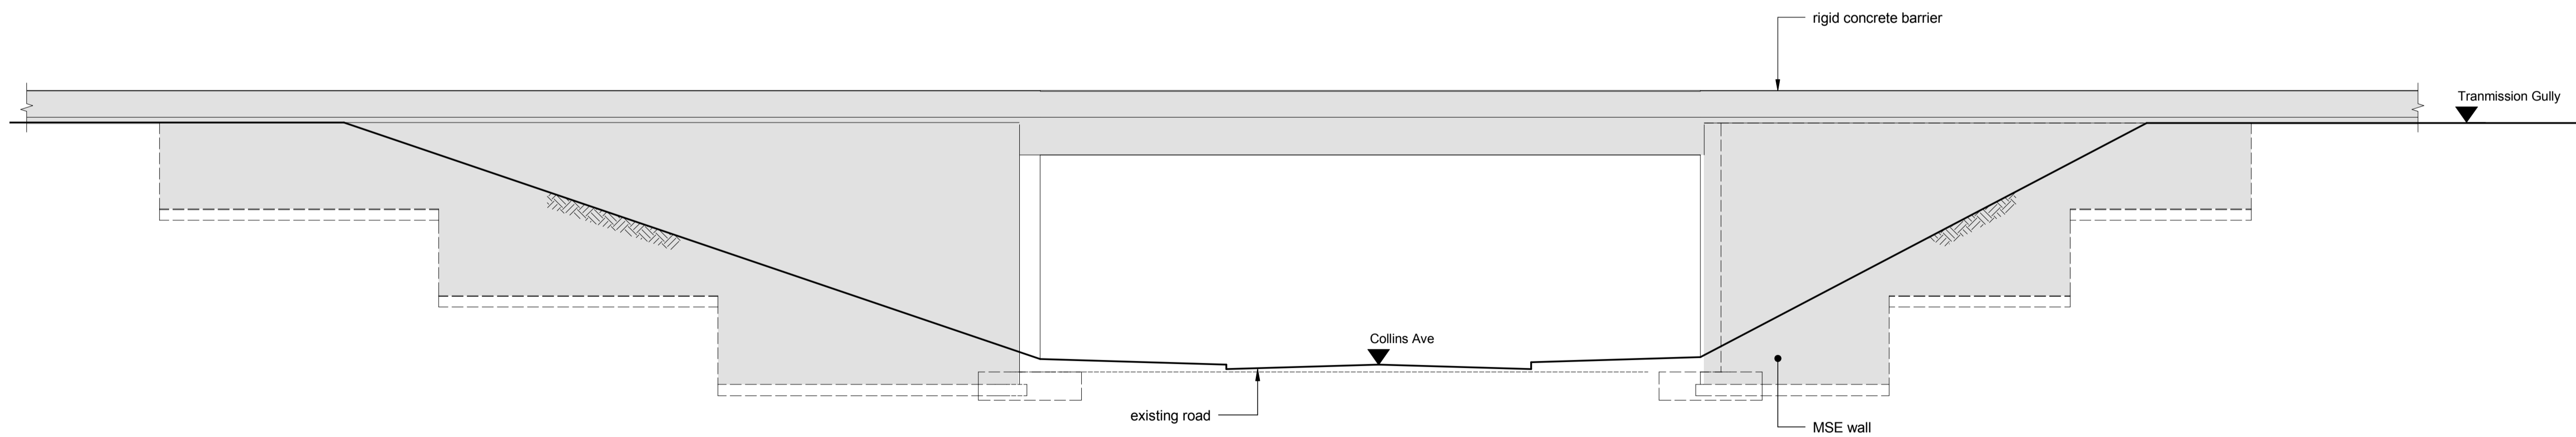 rigid concrete barrier
Tranmission Gully
Collins Ave
existing road
MSE wall